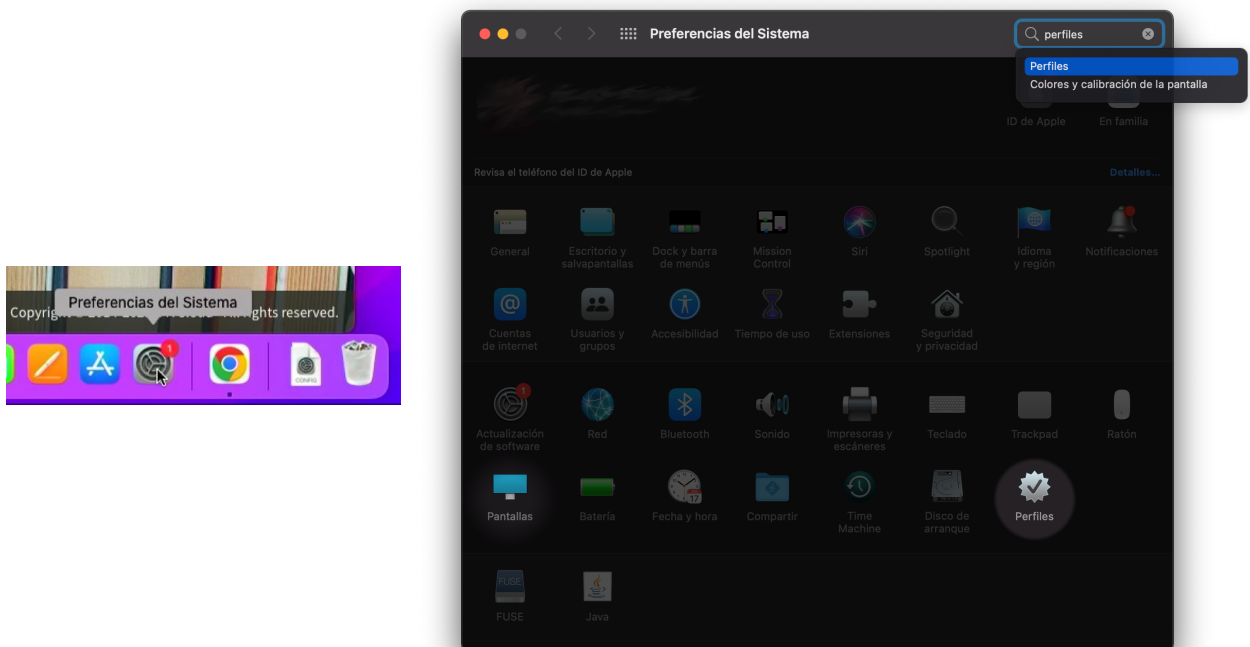 Preferencias del Sistema
Copyrig
ghts reserved.
1
CONFIG
Preferencias del Sistema
perfiles
Perfiles
Colores y calibración de la pantalla
ID de Apple
En familia
Revisa el teléfono del ID de Apple
Detalles...
General
Escritorio y
salvapantallas
Dock y barra
de menús
Mission
Control
Siri
Spotlight
Idioma
y región
Notificaciones
Cuentas
de internet
Usuarios y
grupos
Accesibilidad
Tiempo de uso
Extensiones
Seguridad
y privacidad
1
Actualización
de software
Red
Bluetooth
Sonido
Impresoras y
escáneres
Teclado
Trackpad
Ratón
Pantallas
Batería
17
Fecha y hora
Compartir
Time
Machine
Disco de
arranque
Perfiles
FUSE
FUSE
Java